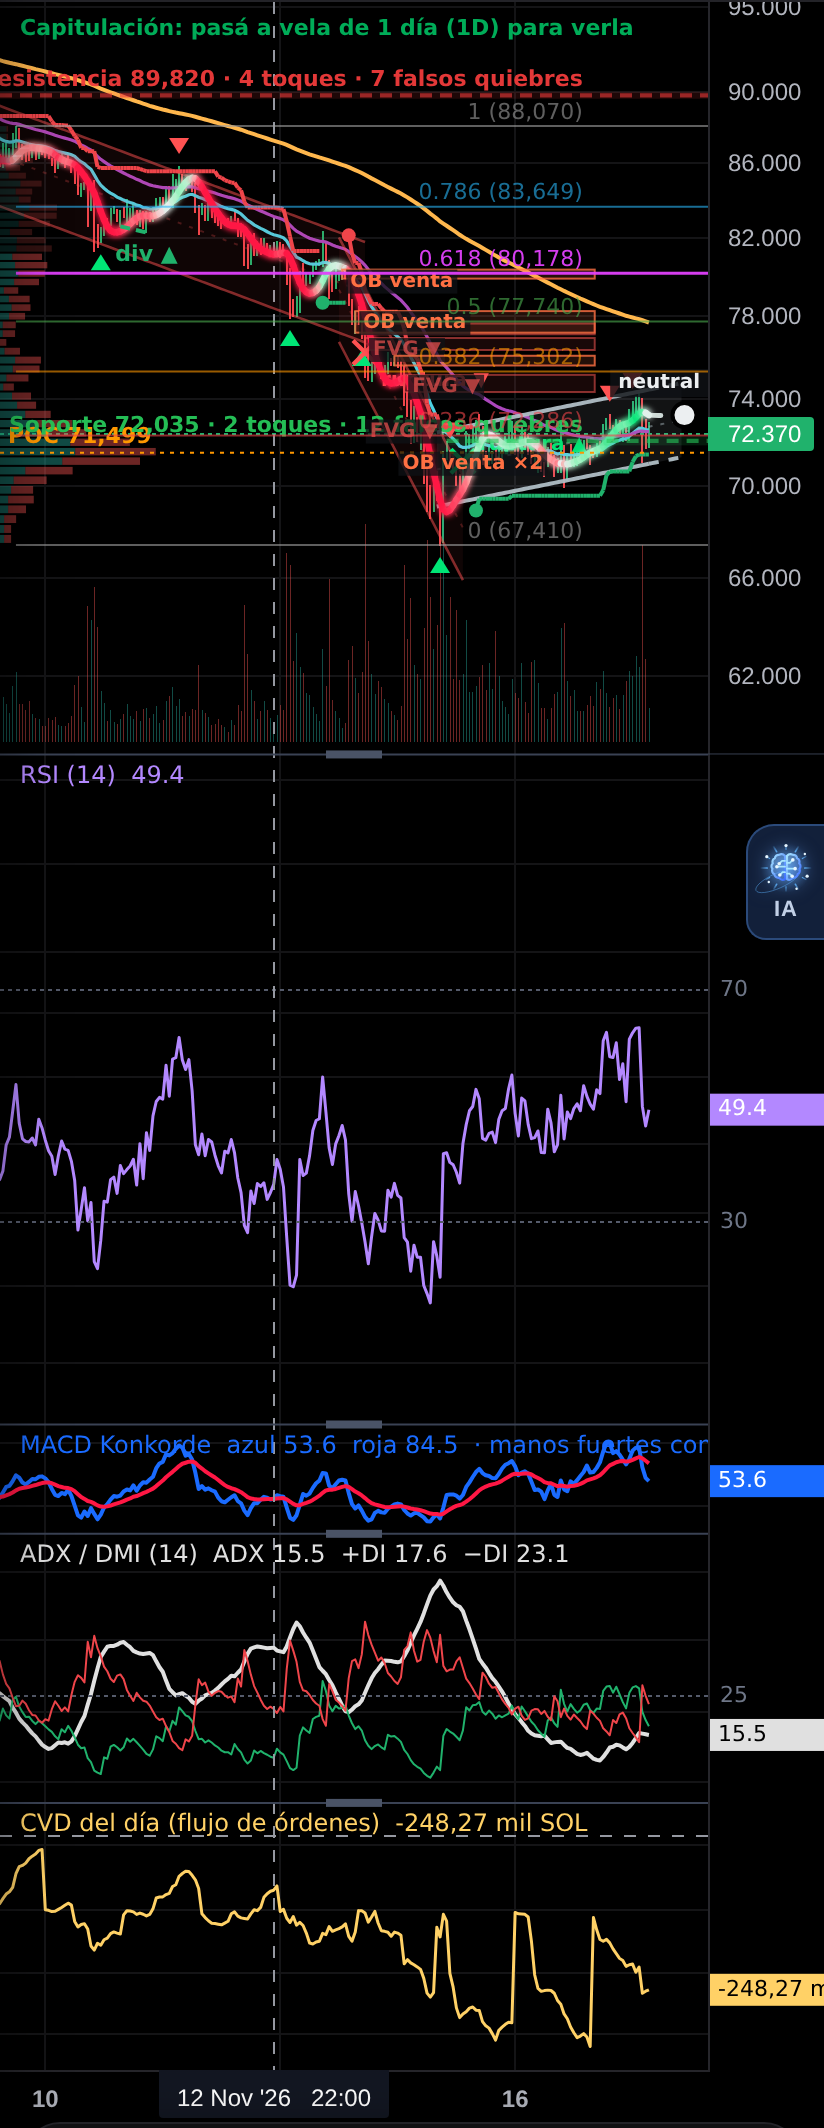 95.000
Capitulación: pasá a vela de 1 día (1D) para verla
esistencia 89,820 · 4 toques · 7 falsos quiebres
90.000
1 (88,070)
86.000
0.786 (83,649)
82.000
div
0.618 (80,178)
OB venta
0.5 (77,740)
78.000
OB venta
FVG
0.382 (75,302)
FVG
neutral
74.000
Soporte 72,035 · 2 toques ·
quiebres
FVG
POC 71,499
72.370
OB venta ×2
70.000
0 (67,410)
66.000
62.000
RSI (14) 49.4
IA
70
49.4
30
MACD Konkorde azul 53.6 roja 84.5 · manos fuertes con
53.6
ADX / DMI (14) ADX 15.5 +DI 17.6 −DI 23.1
25
15.5
CVD del día (flujo de órdenes) -248,27 mil SOL
-248,27 m
10
12 Nov '26 22:00
16